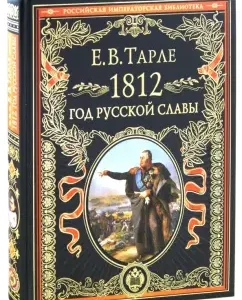 РОССИЙСКАЯ ИМПЕРАТОРСКАЯ БИБЛИОТЕКА
Е.В.ТАРЛЕ
1812
ГОД РУССКОЙ СЛАВЫ